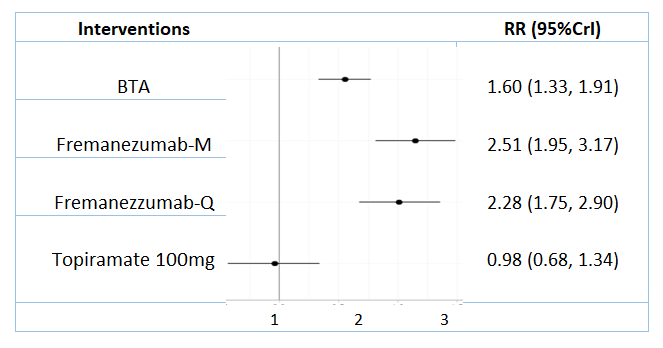 Interventions RR (95%CrI)
BTA 1.60 (1.33, 1.91)
Fremanezumab-M 2.51 (1.95, 3.17)
Fremanezzumab-Q 2.28 (1.75, 2.90)
Topiramate 100mg 0.98 (0.68, 1.34)
1 2 3